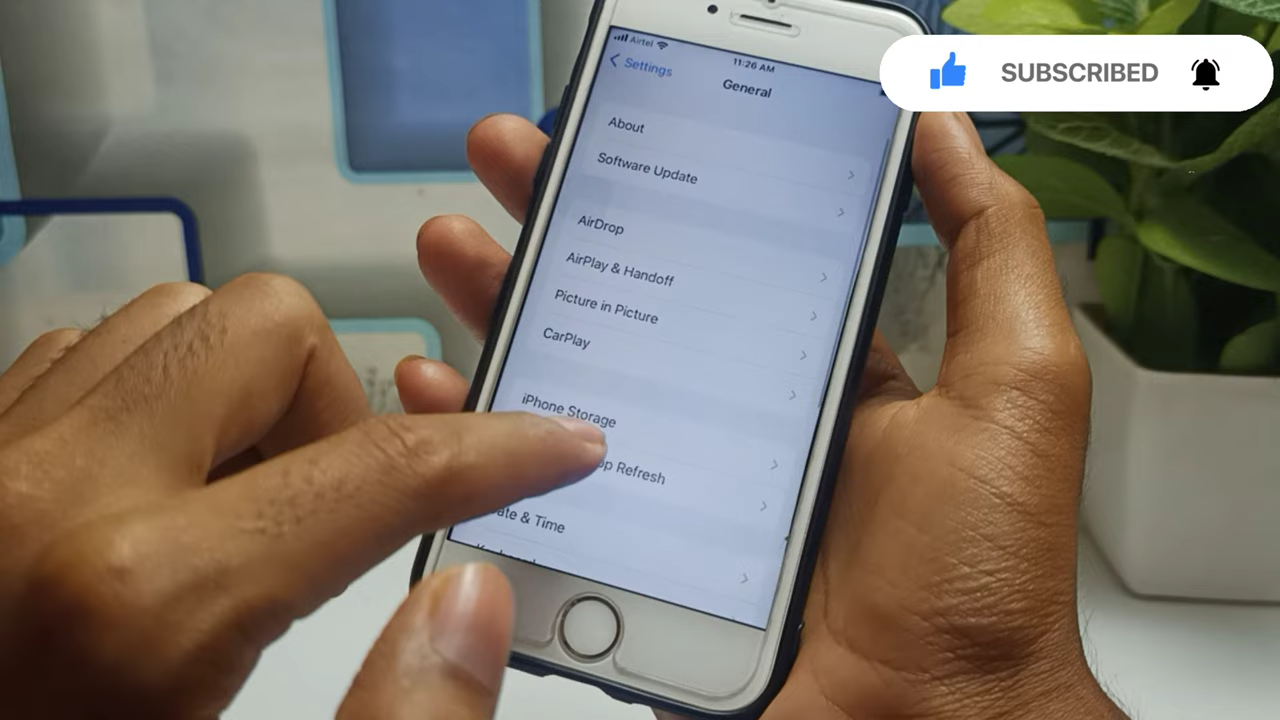 Airtel
11:26 AM
Settings
General
SUBSCRIBED
About
Software Update
AirDrop
AirPlay & Handoff
Picture in Picture
CarPlay
iPhone Storage
Refresh
& Time